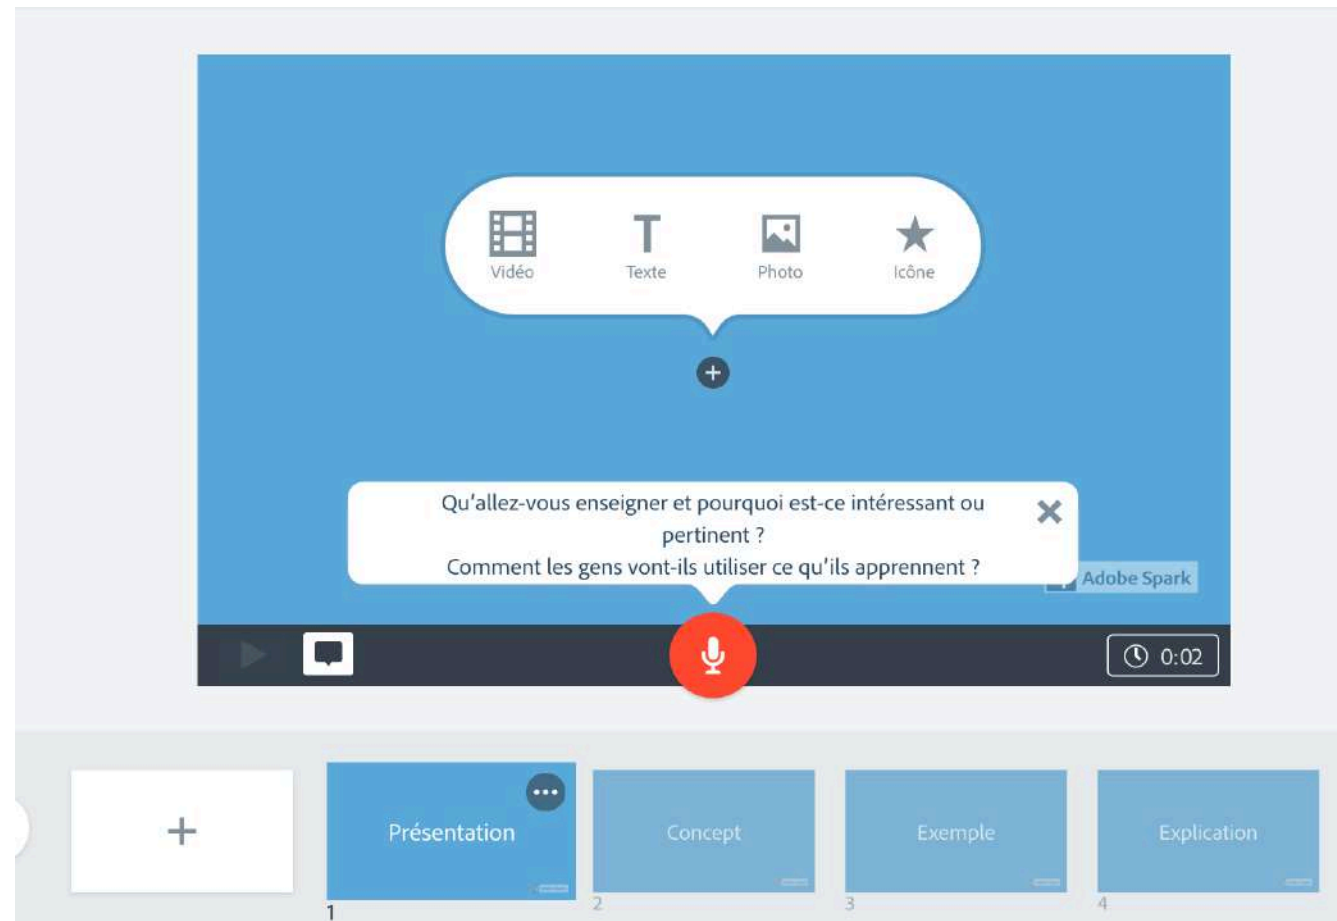 Vidéo
Texte
Photo
Icône
Qu'allez-vous enseigner et pourquoi est-ce intéressant ou
pertinent ?
Comment les gens vont-ils utiliser ce qu'ils apprennent ?
Adobe Spark
0:02
Présentation
Concept
Exemple
Explication
1
2
3
4